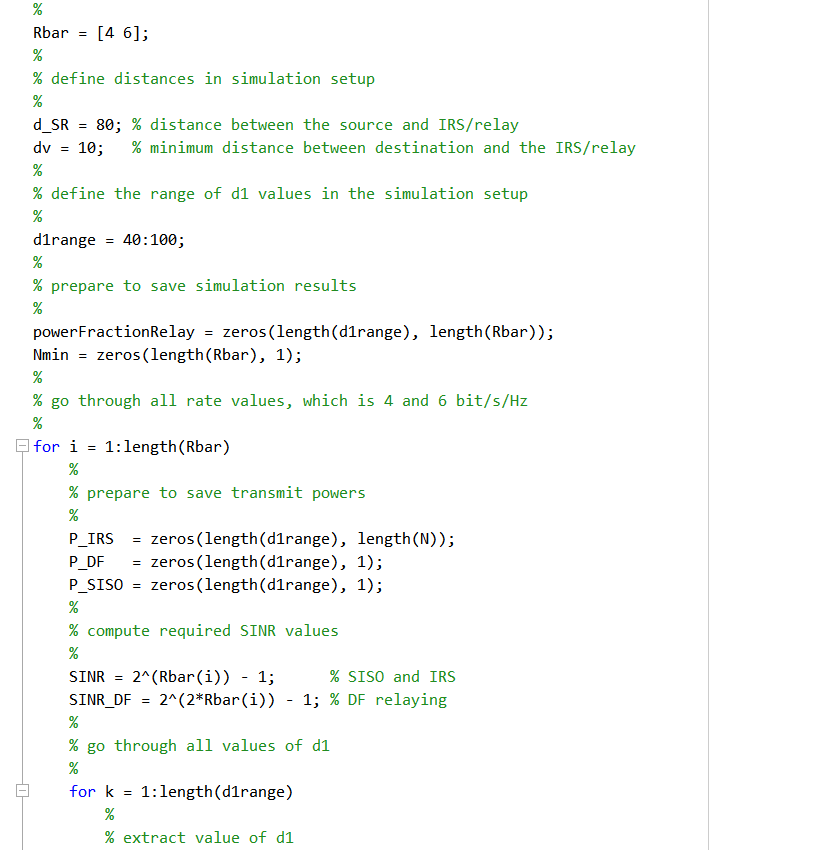 %
Rbar = [4 6];
%
% define distances in simulation setup
%
d_SR = 80; % distance between the source and IRS/relay
dv = 10;   % minimum distance between destination and the IRS/relay
%
% define the range of d1 values in the simulation setup
%
d1range = 40:100;
%
% prepare to save simulation results
%
powerFractionRelay = zeros(length(d1range), length(Rbar));
Nmin = zeros(length(Rbar), 1);
%
% go through all rate values, which is 4 and 6 bit/s/Hz
%
for i = 1:length(Rbar)
    %
    % prepare to save transmit powers
    %
    P_IRS  = zeros(length(d1range), length(N));
    P_DF   = zeros(length(d1range), 1);
    P_SISO = zeros(length(d1range), 1);
    %
    % compute required SINR values
    %
    SINR = 2^(Rbar(i)) - 1;      % SISO and IRS
    SINR_DF = 2^(2*Rbar(i)) - 1; % DF relaying
    %
    % go through all values of d1
    %
    for k = 1:length(d1range)
        %
        % extract value of d1